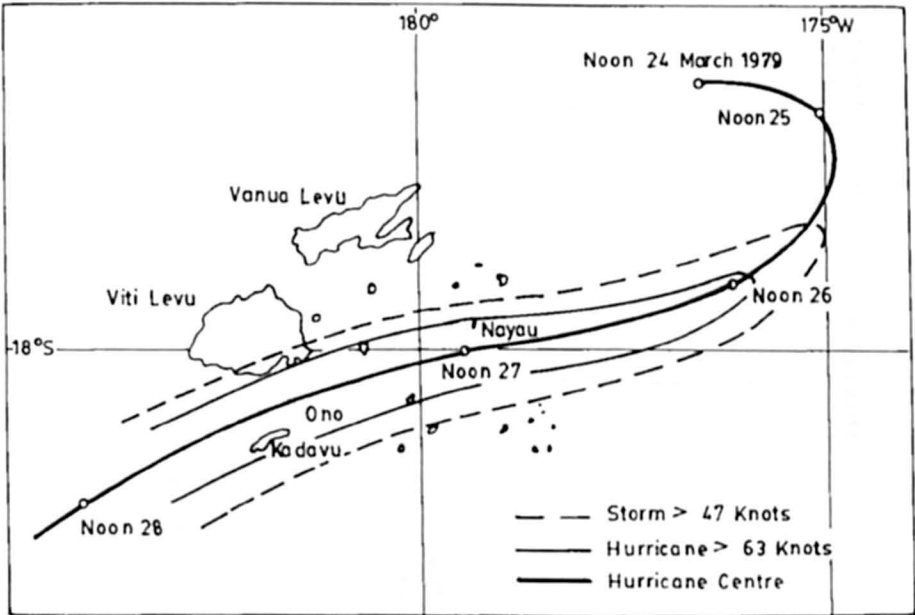 180°
175°W
Noon 24 March 1979
Noon 25
Vanua Levu
Viti Levu
Noon 26
Nayau
18°S
Noon 27
Ono
Kadavu
Noon 28
Storm > 47 Knots
Hurricane > 63 Knots
Hurricane Centre